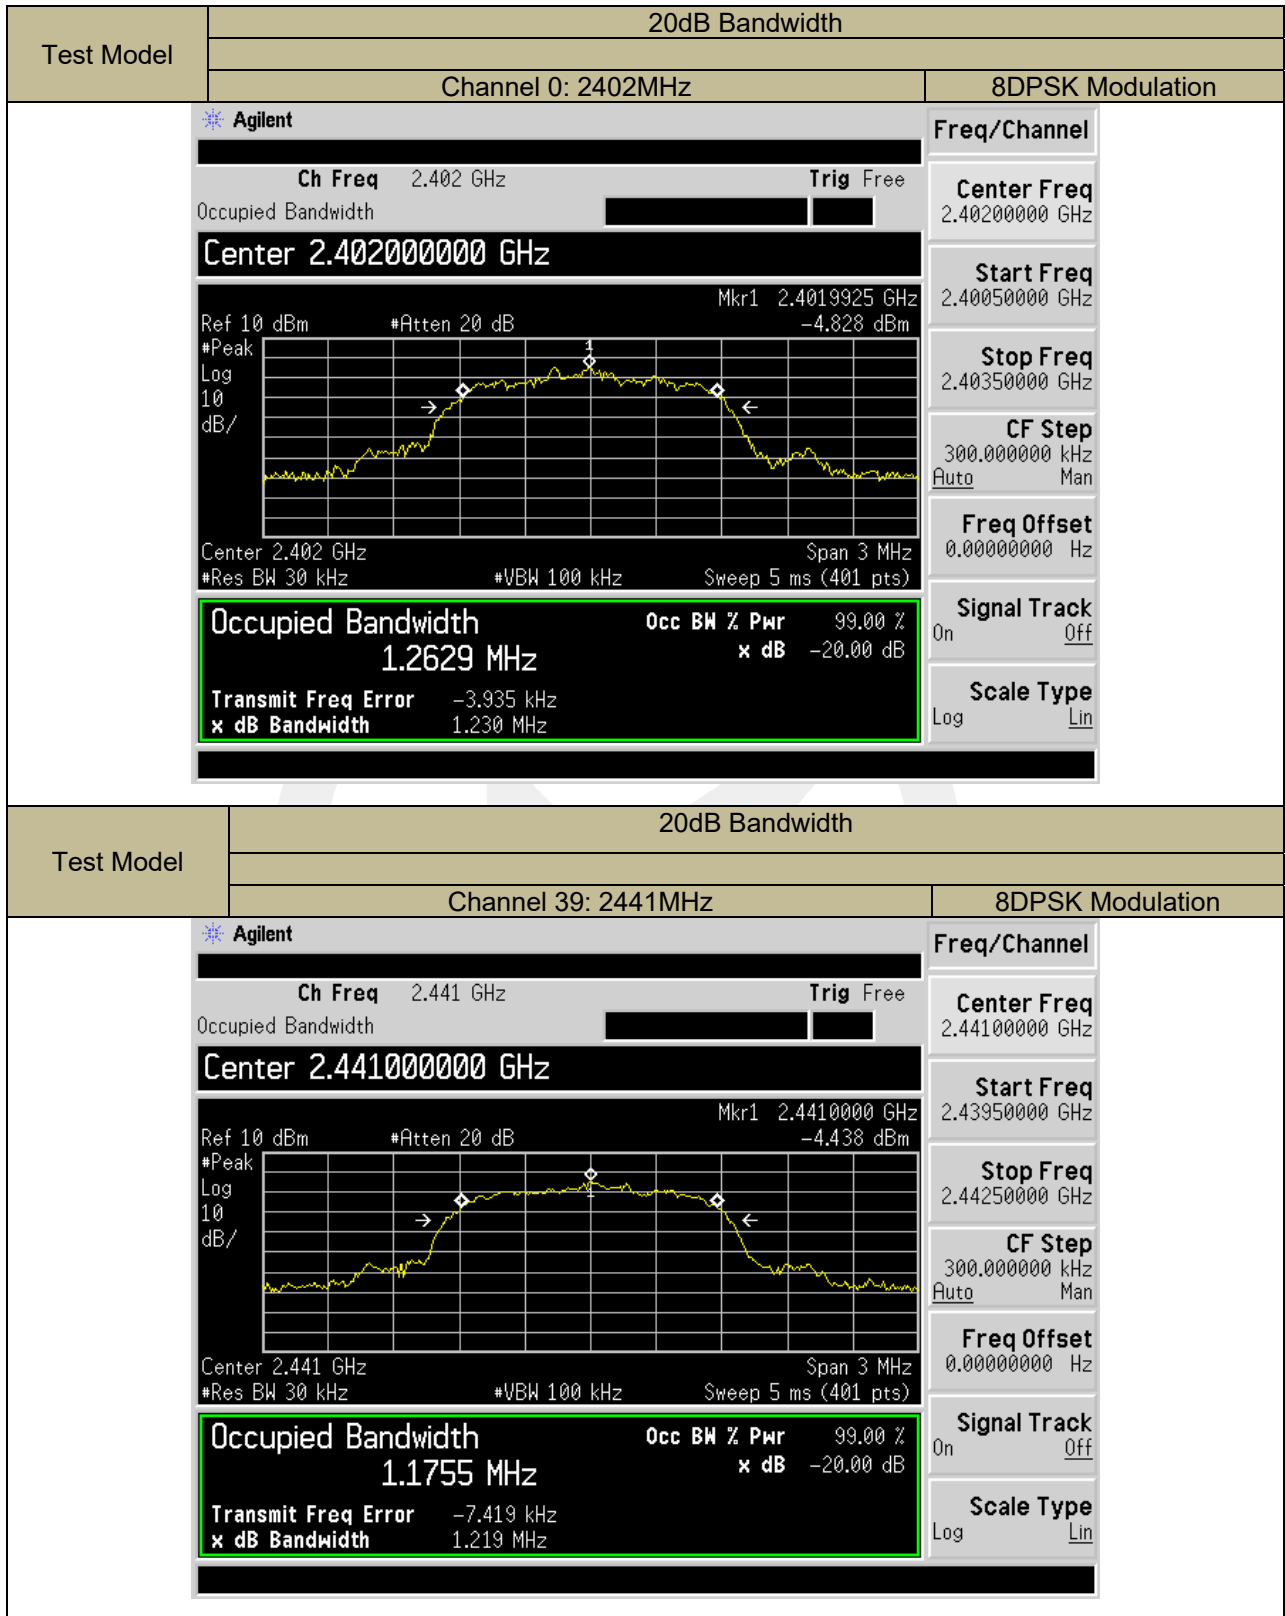 20dB Bandwidth
Test Model
Channel 0: 2402MHz 8DPSK Modulation
Agilent Freq/Channel
Ch Freq 2.402 GHz Trig Free
Occupied Bandwidth
Center Freq
2.40200000 GHz
Center 2.402000000 GHz
Start Freq
2.40050000 GHz
Mkr1 2.4019925 GHz
Ref 10 dBm #Atten 20 dB -4.828 dBm
#Peak
Log
10
dB/
1
Stop Freq
2.40350000 GHz
CF Step
300.000000 kHz
Auto Man
Freq Offset
0.00000000 Hz
Center 2.402 GHz Span 3 MHz
#Res BW 30 kHz #VBW 100 kHz Sweep 5 ms (401 pts)
Occupied Bandwidth Occ BW % Pwr 99.00 %
1.2629 MHz x dB -20.00 dB
Transmit Freq Error -3.935 kHz
x dB Bandwidth 1.230 MHz
Signal Track
On Off
Scale Type
Log Lin
20dB Bandwidth
Test Model
Channel 39: 2441MHz 8DPSK Modulation
Agilent Freq/Channel
Ch Freq 2.441 GHz Trig Free
Occupied Bandwidth
Center Freq
2.44100000 GHz
Center 2.441000000 GHz
Start Freq
2.43950000 GHz
Mkr1 2.4410000 GHz
Ref 10 dBm #Atten 20 dB -4.438 dBm
#Peak
Log
10
dB/
1
Stop Freq
2.44250000 GHz
CF Step
300.000000 kHz
Auto Man
Freq Offset
0.00000000 Hz
Center 2.441 GHz Span 3 MHz
#Res BW 30 kHz #VBW 100 kHz Sweep 5 ms (401 pts)
Occupied Bandwidth Occ BW % Pwr 99.00 %
1.1755 MHz x dB -20.00 dB
Transmit Freq Error -7.419 kHz
x dB Bandwidth 1.219 MHz
Signal Track
On Off
Scale Type
Log Lin